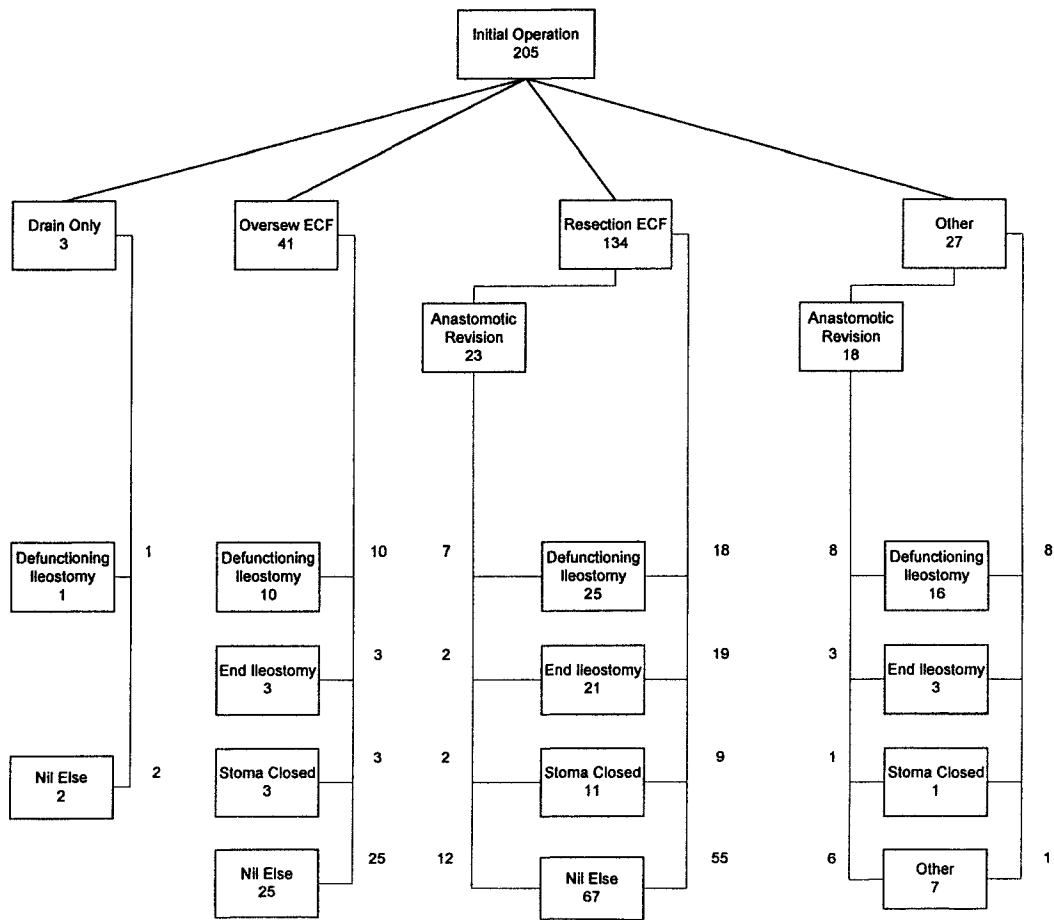 Initial Operation
205
Drain Only
3
Oversew ECF
41
Resection ECF
134
Other
27
Anastomotic
Revision
23
Anastomotic
Revision
18
Defunctioning
Ileostomy
1
1
Defunctioning
Ileostomy
10
10
7
Defunctioning
Ileostomy
25
18
8
Defunctioning
Ileostomy
16
8
End Ileostomy
3
3
2
End Ileostomy
21
19
3
End Ileostomy
3
Nil Else
2
2
Stoma Closed
3
3
2
Stoma Closed
11
9
1
Stoma Closed
1
Nil Else
25
25
12
Nil Else
67
55
6
Other
7
1